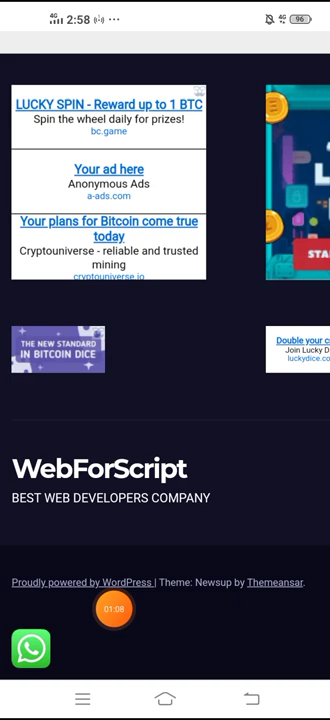 4G 2:58 4G 96
LUCKY SPIN - Reward up to 1 BTC
Spin the wheel daily for prizes!
bc.game
Your ad here
Anonymous Ads
a-ads.com
Your plans for Bitcoin come true
today
Cryptouniverse - reliable and trusted
mining
cryptouniverse.io
STA
THE NEW STANDARD
IN BITCOIN DICE
Double your c
Join Lucky D
luckydice.co
WebForScript
BEST WEB DEVELOPERS COMPANY
Proudly powered by WordPress | Theme: Newsup by Themeansar.
01:08